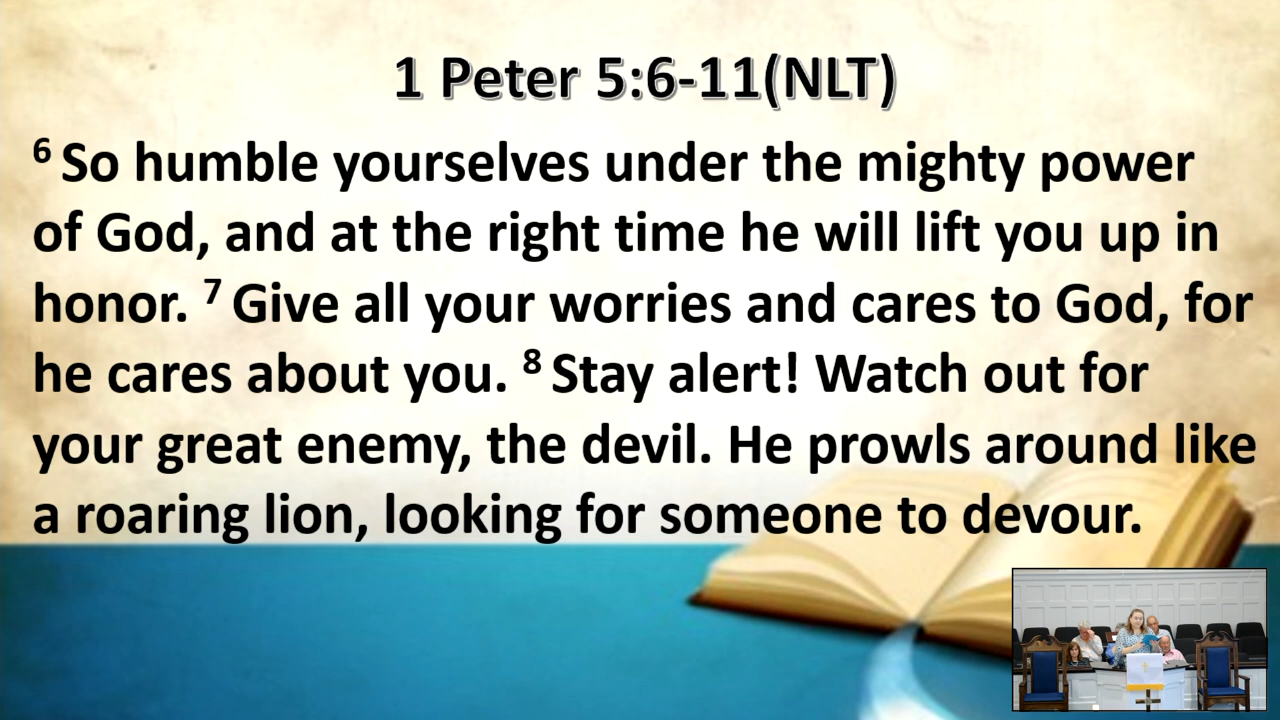 1 Peter 5:6-11(NLT)
6 So humble yourselves under the mighty power
of God, and at the right time he will lift you up in
honor. 7 Give all your worries and cares to God, for
he cares about you. 8 Stay alert! Watch out for
your great enemy, the devil. He prowls around like
a roaring lion, looking for someone to devour.